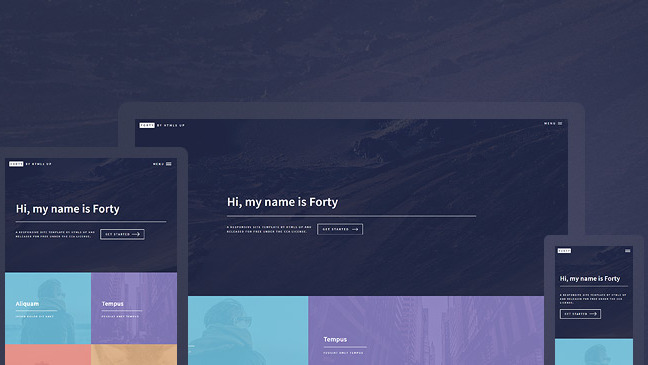 FORTY BY HTML5 UP
MENU
Hi, my name is Forty
A RESPONSIVE SITE TEMPLATE BY HTML5 UP AND
RELEASED FOR FREE UNDER THE CCA LICENSE.
GET STARTED
Tempus
FEUGIAT AMET TEMPUS
FORTY BY HTML5 UP
MENU
Hi, my name is Forty
A RESPONSIVE SITE TEMPLATE BY HTML5 UP AND
RELEASED FOR FREE UNDER THE CCA LICENSE.
GET STARTED
Aliquam
IPSUM DOLOR SIT AMET
Tempus
FEUGIAT AMET TEMPUS
FORTY
Hi, my name is Forty
A RESPONSIVE SITE TEMPLATE BY HTML5 UP
AND RELEASED FOR FREE UNDER THE CCA
LICENSE.
GET STARTED